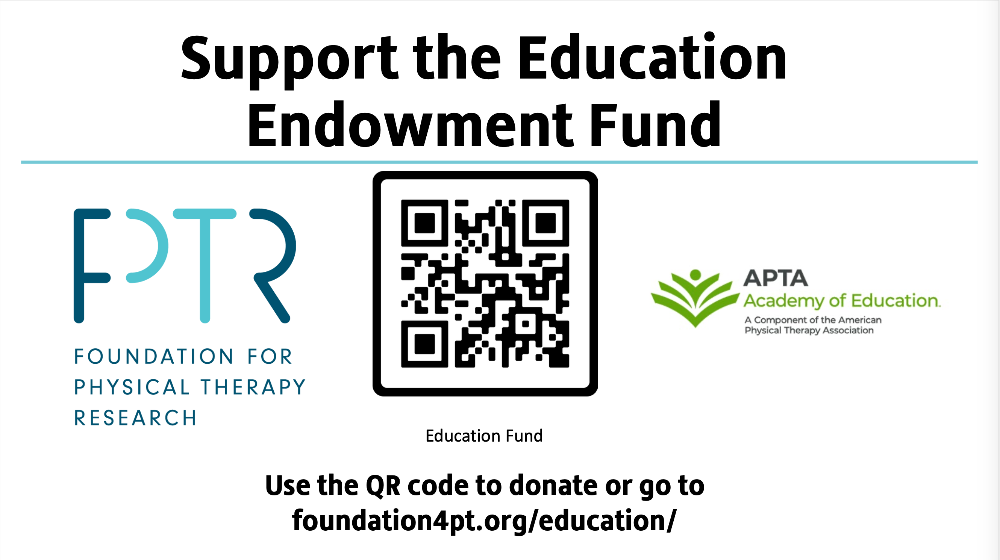 Support the Education
Endowment Fund
FPTR
FOUNDATION FOR
PHYSICAL THERAPY
RESEARCH
APTA
Academy of Education™
A Component of the American
Physical Therapy Association
Education Fund
Use the QR code to donate or go to
foundation4pt.org/education/